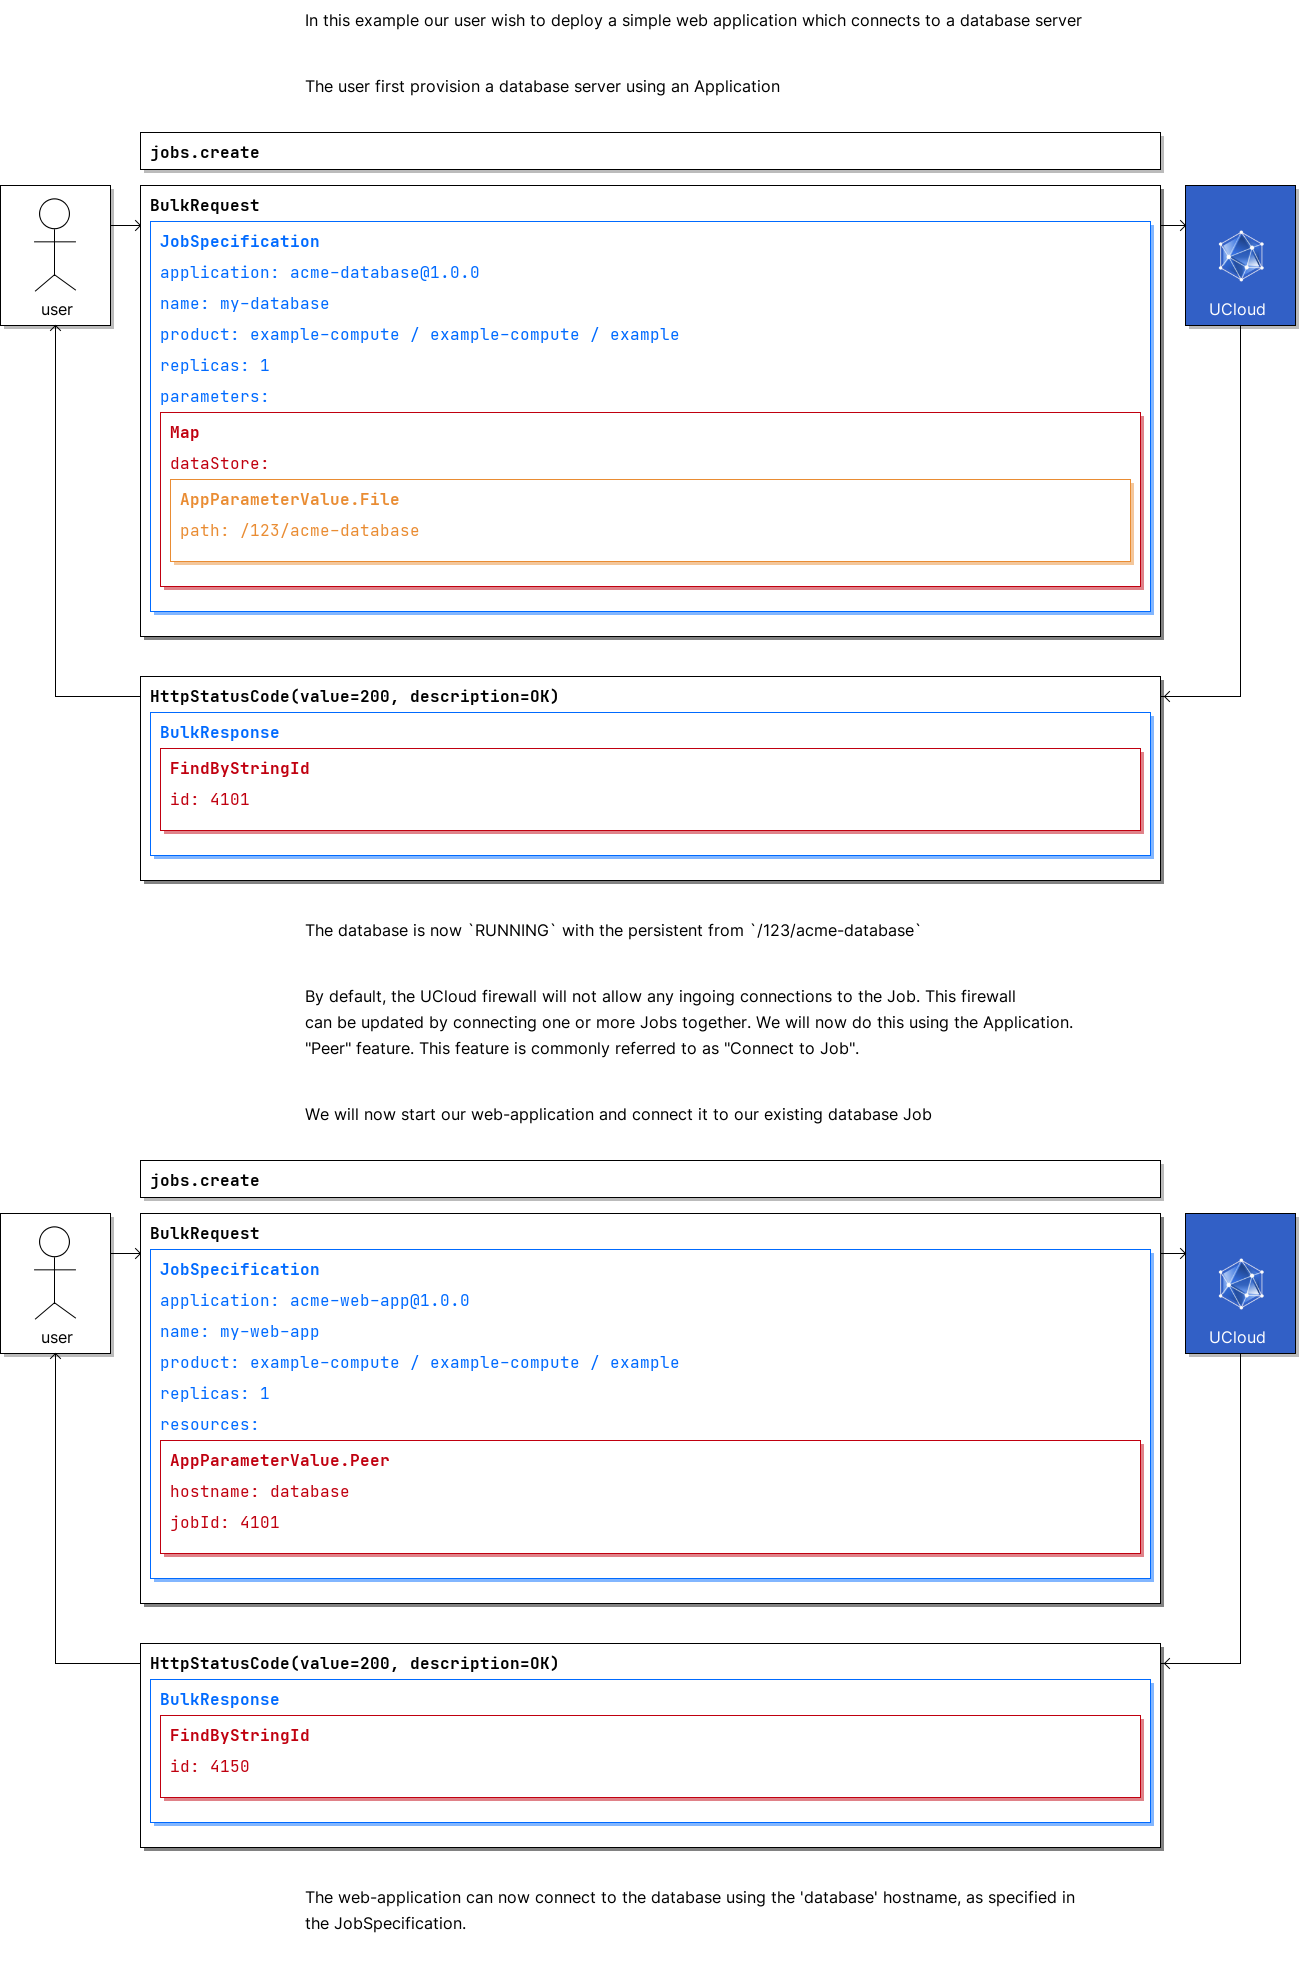 In this example our user wish to deploy a simple web application which connects to a database server
The user first provision a database server using an Application
jobs.create
user
BulkRequest
JobSpecification
application: acme-database@1.0.0
name: my-database
product: example-compute / example-compute / example
replicas: 1
parameters:
Map
dataStore:
AppParameterValue.File
path: /123/acme-database
UCloud
HttpStatusCode(value=200, description=OK)
BulkResponse
FindByStringId
id: 4101
The database is now `RUNNING` with the persistent from `/123/acme-database`
By default, the UCloud firewall will not allow any ingoing connections to the Job. This firewall
can be updated by connecting one or more Jobs together. We will now do this using the Application.
"Peer" feature. This feature is commonly referred to as "Connect to Job".
We will now start our web-application and connect it to our existing database Job
jobs.create
user
BulkRequest
JobSpecification
application: acme-web-app@1.0.0
name: my-web-app
product: example-compute / example-compute / example
replicas: 1
resources:
AppParameterValue.Peer
hostname: database
jobId: 4101
UCloud
HttpStatusCode(value=200, description=OK)
BulkResponse
FindByStringId
id: 4150
The web-application can now connect to the database using the 'database' hostname, as specified in
the JobSpecification.